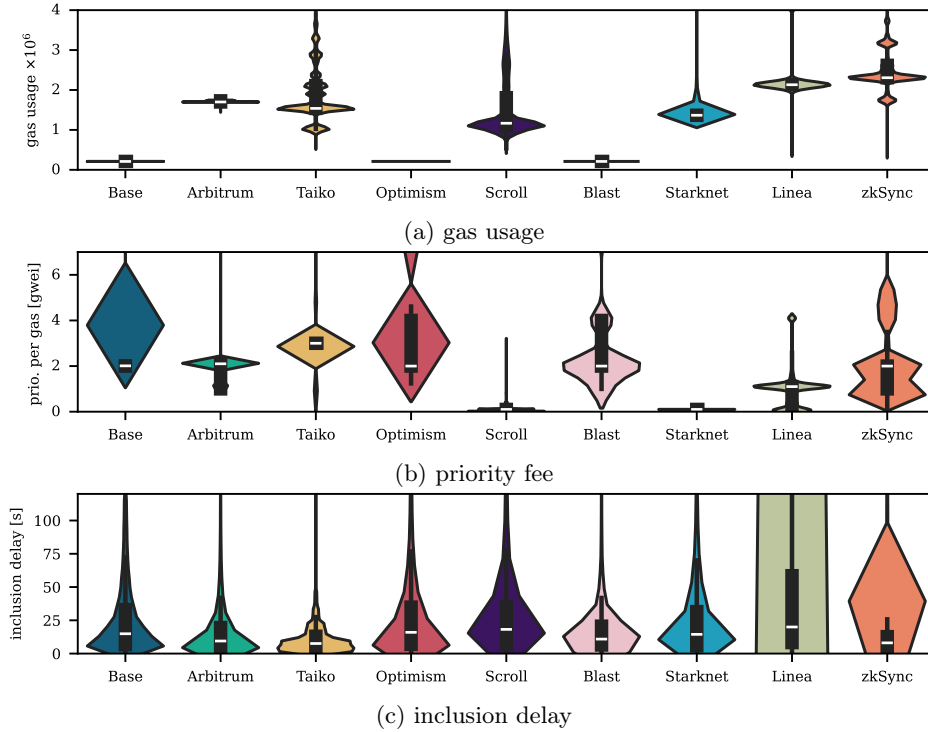 gas usage ×10⁶
4
3
2
1
0
Base Arbitrum Taiko Optimism Scroll Blast Starknet Linea zkSync
(a) gas usage
prio. per gas [gwei]
6
4
2
0
Base Arbitrum Taiko Optimism Scroll Blast Starknet Linea zkSync
(b) priority fee
inclusion delay [s]
100
75
50
25
0
Base Arbitrum Taiko Optimism Scroll Blast Starknet Linea zkSync
(c) inclusion delay